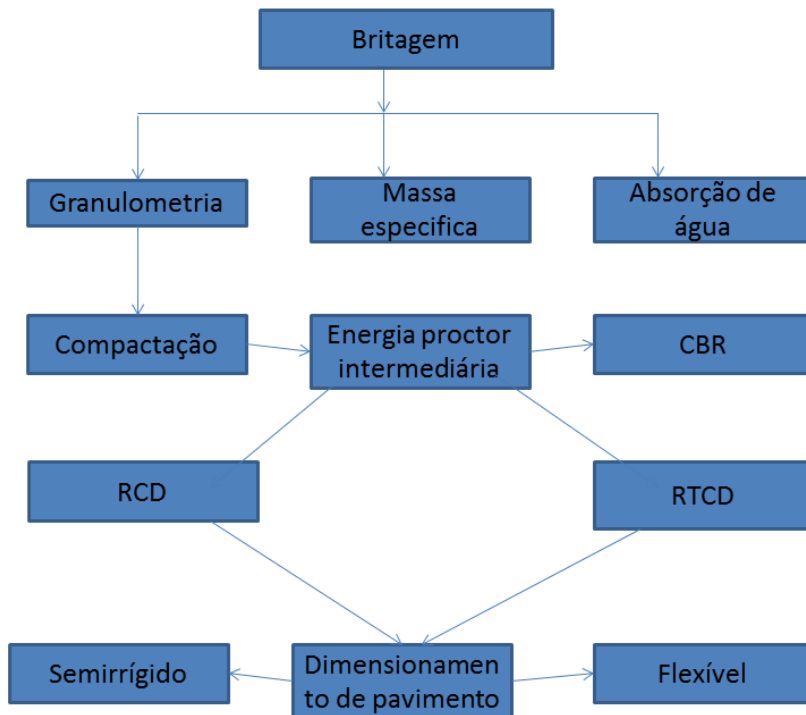 Britagem
Granulometria
Massa
especifica
Absorção de
água
Compactação
Energia proctor
intermediária
CBR
RCD
RTCD
Semirrígido
Dimensionamen
to de pavimento
Flexível